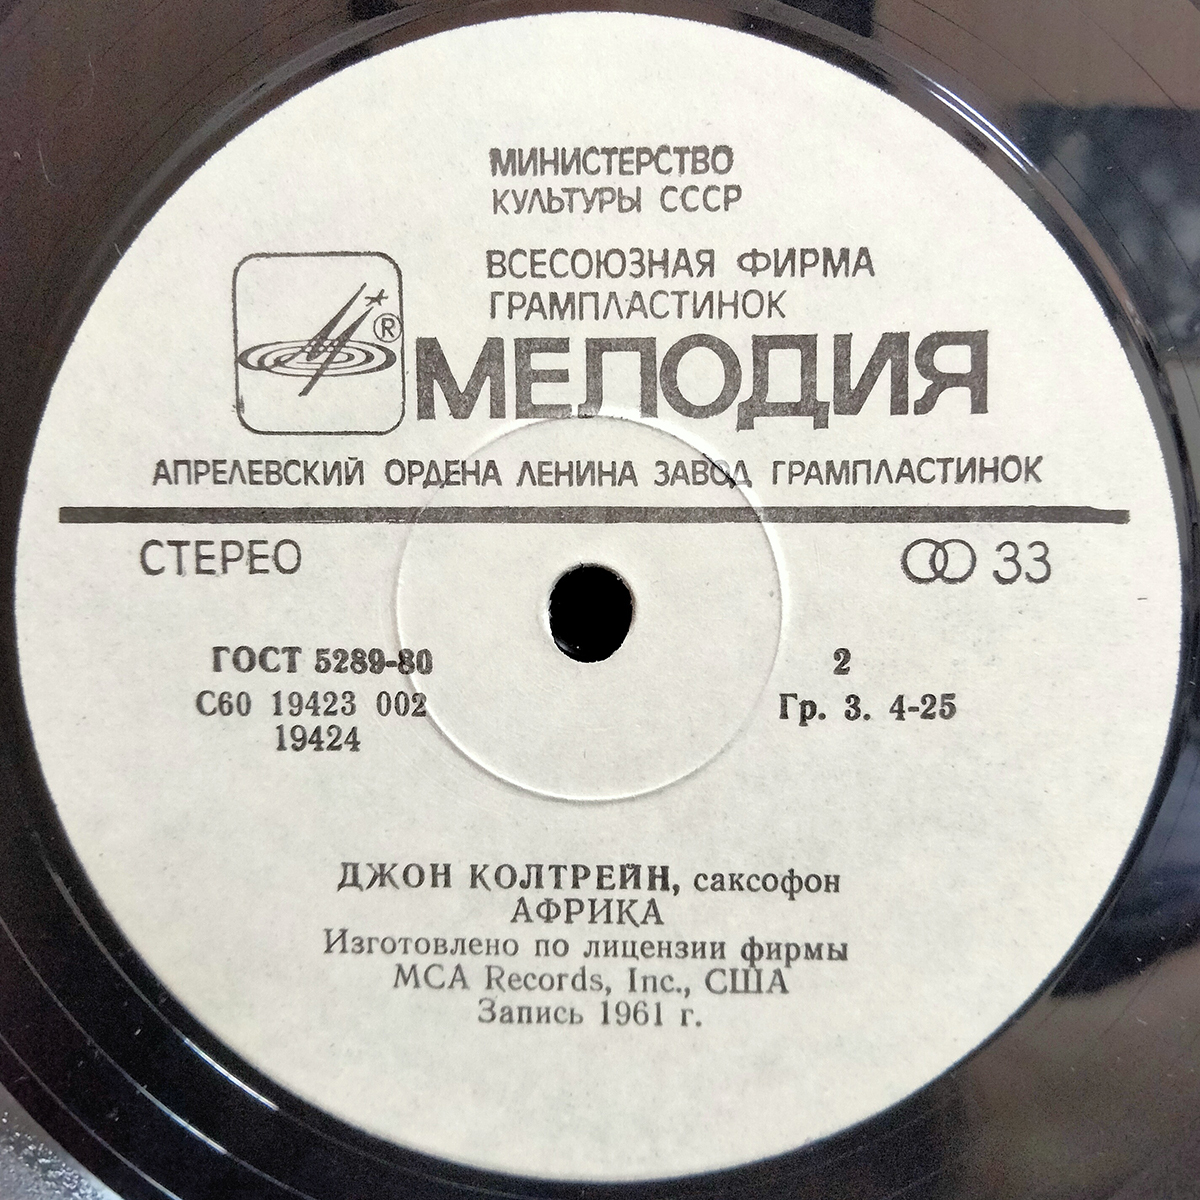 МИНИСТЕРСТВО
КУЛЬТУРЫ СССР
ВСЕСОЮЗНАЯ ФИРМА
ГРАМПЛАСТИНОК
®
МЕЛОДИЯ
АПРЕЛЕВСКИЙ ОРДЕНА ЛЕНИНА ЗАВОД ГРАМПЛАСТИНОК
СТЕРЕО
33
ГОСТ 5289-80
С60 19423 002
19424
2
Гр. 3. 4-25
ДЖОН КОЛТРЕЙН, саксофон
АФРИКА
Изготовлено по лицензии фирмы
MCA Records, Inc., США
Запись 1961 г.